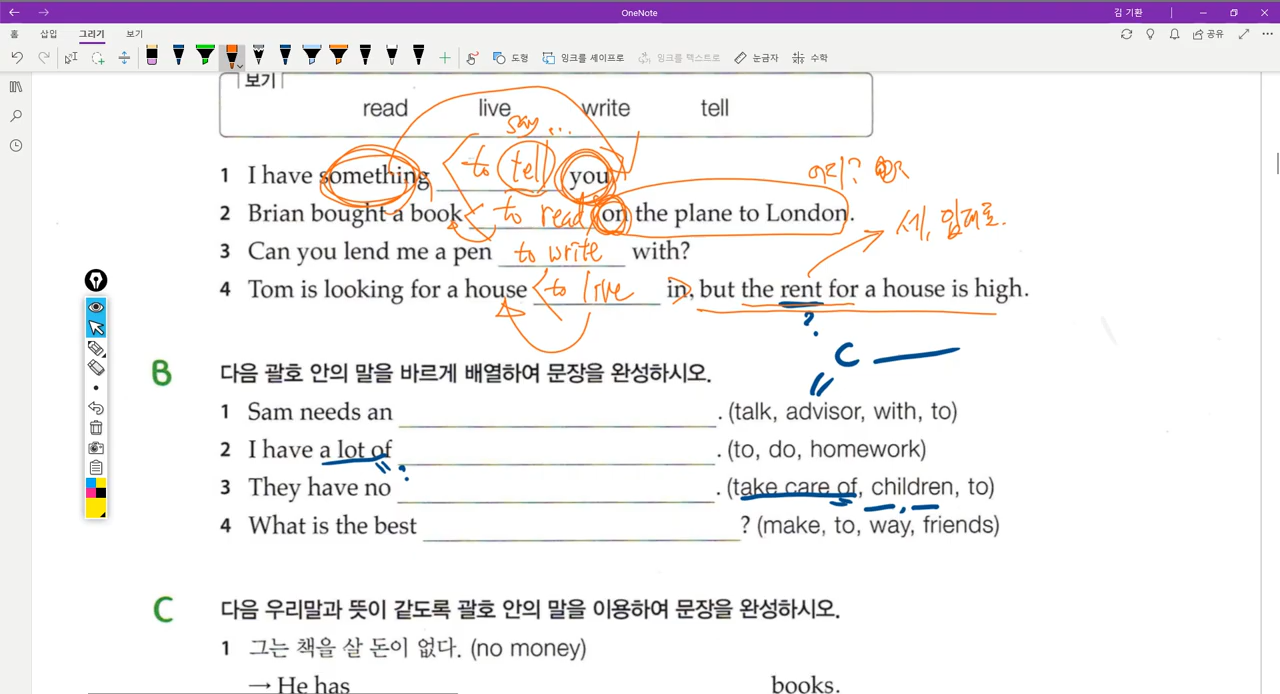 OneNote
김 기환
홈 삽입 그리기 보기
공유
도형 잉크를 셰이프로 잉크를 텍스트로 눈금자 수학
보기
read live write tell
say ...
1 I have something to tell you
어디?
2 Brian bought a book to read on the plane to London.
세, 임대료.
3 Can you lend me a pen to write with?
4 Tom is looking for a house to live in, but the rent for a house is high.
?
C
B 다음 괄호 안의 말을 바르게 배열하여 문장을 완성하시오.
1 Sam needs an ____. (talk, advisor, with, to)
2 I have a lot of ____. (to, do, homework)
?
3 They have no ____. (take care of, children, to)
4 What is the best ____? (make, to, way, friends)
C 다음 우리말과 뜻이 같도록 괄호 안의 말을 이용하여 문장을 완성하시오.
1 그는 책을 살 돈이 없다. (no money)
→ He has ____ books.